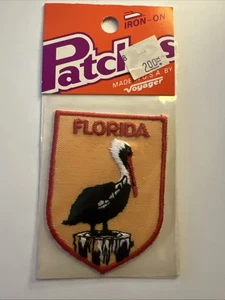 IRON-ON
Patches
200
MADE IN U.S.A. BY
Voyager
FLORIDA